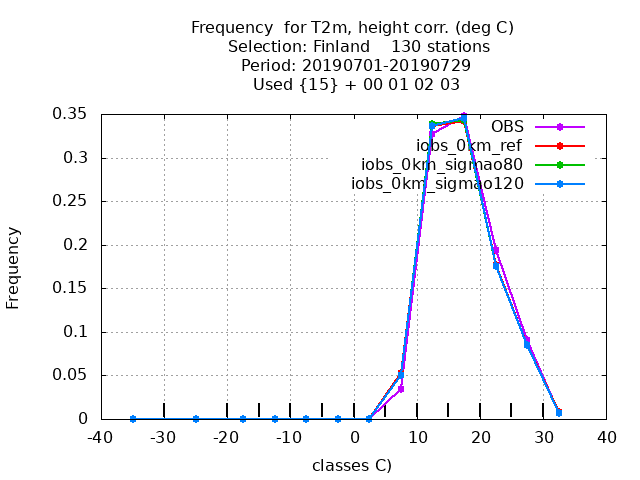 Frequency  for T2m, height corr. (deg C)
Selection: Finland    130 stations
Period: 20190701-20190729
Used {15} + 00 01 02 03
0.35
0.3
0.25
0.2
0.15
0.1
0.05
0
Frequency
OBS
iobs_0km_ref
iobs_0km_sigmao80
iobs_0km_sigmao120
-40 -30 -20 -10 0 10 20 30 40
classes C)